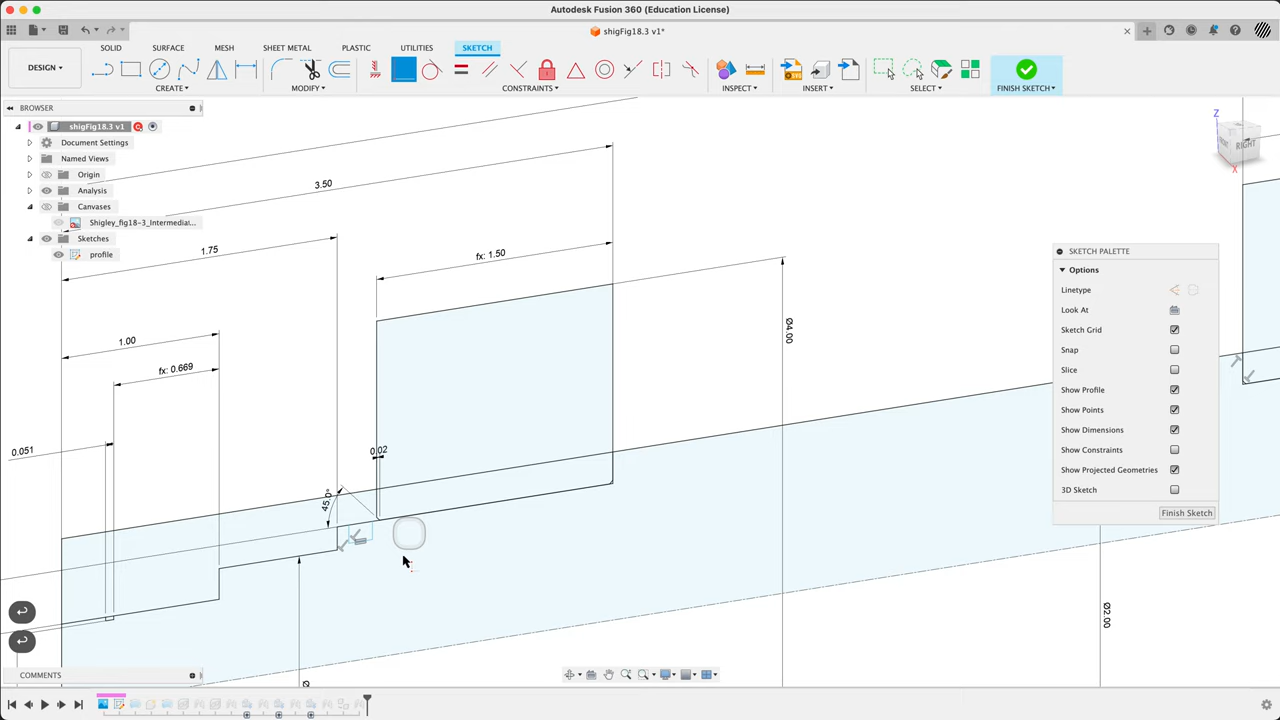 Autodesk Fusion 360 (Education License)
shigFig18.3 v1*
SOLID SURFACE MESH SHEET METAL PLASTIC UTILITIES SKETCH
DESIGN
CREATE MODIFY CONSTRAINTS INSPECT INSERT SELECT FINISH SKETCH
BROWSER
shigFig18.3 v1
Document Settings
Named Views
Origin
Analysis
Canvases
Shigley_fig18-3_Intermediat...
Sketches
profile
3.50
1.75
fx: 1.50
1.00
fx: 0.669
0.051
0.02
45.0°
Ø4.00
Ø2.00
Ø
Z
FRONT
RIGHT
X
SKETCH PALETTE
Options
Linetype
Look At
Sketch Grid
Snap
Slice
Show Profile
Show Points
Show Dimensions
Show Constraints
Show Projected Geometries
3D Sketch
Finish Sketch
COMMENTS